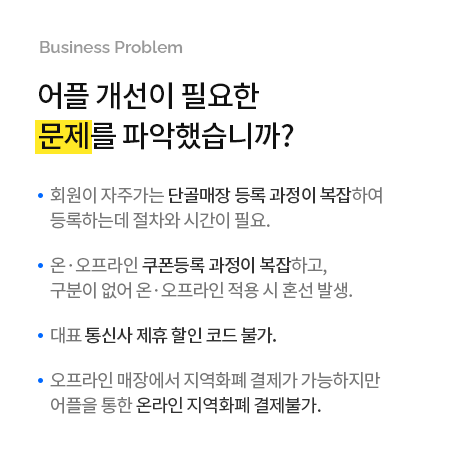 Business Problem
어플 개선이 필요한
문제를 파악했습니까?
• 회원이 자주가는 단골매장 등록 과정이 복잡하여
등록하는데 절차와 시간이 필요.
• 온·오프라인 쿠폰등록 과정이 복잡하고,
구분이 없어 온·오프라인 적용 시 혼선 발생.
• 대표 통신사 제휴 할인 코드 불가.
• 오프라인 매장에서 지역화폐 결제가 가능하지만
어플을 통한 온라인 지역화폐 결제불가.